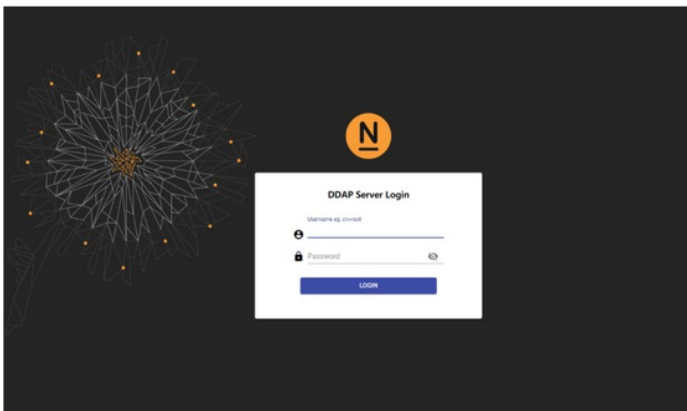 N
DDAP Server Login
Username eg. cn=root
Password
LOGIN